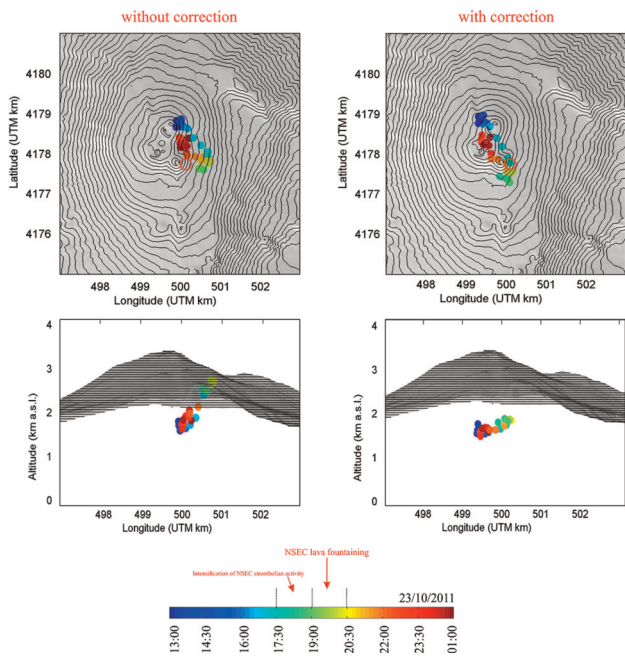 without correction
with correction
4180
4179
4178
4177
4176
Latitude (UTM km)
498 499 500 501 502
Longitude (UTM km)
4180
4179
4178
4177
4176
Latitude (UTM km)
498 499 500 501 502
Longitude (UTM km)
4
3
2
1
0
Altitude (km a.s.l.)
498 499 500 501 502
Longitude (UTM km)
4
3
2
1
0
Altitude (km a.s.l.)
498 499 500 501 502
Longitude (UTM km)
NSEC lava fountaining
Intensification of NSEC strombolian activity
23/10/2011
13:00
14:30
16:00
17:30
19:00
20:30
22:00
23:30
01:00